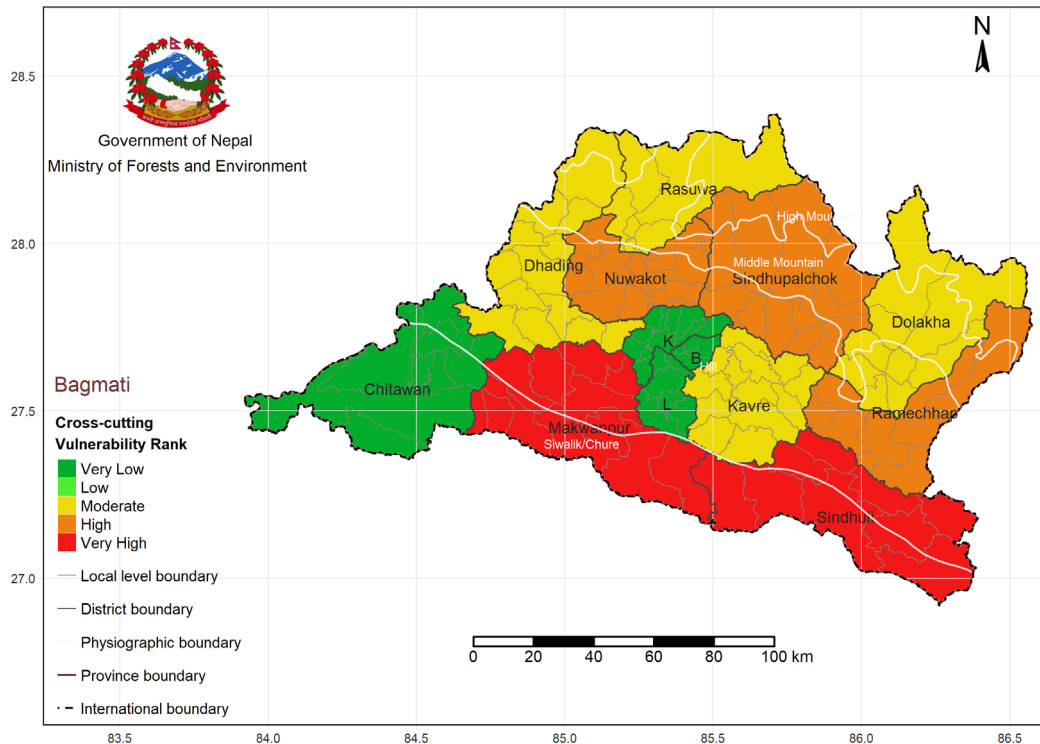 N
Government of Nepal
Ministry of Forests and Environment
28.5
28.0
27.5
27.0
Rasuwa
High Mountain
Dhading
Nuwakot
Middle Mountain
Sindhupalchok
Dolakha
K
B
Hill
Chitawan
L
Kavre
Ramechhap
Makwanpur
Siwalik/Chure
Sindhuli
Bagmati
Cross-cutting
Vulnerability Rank
Very Low
Low
Moderate
High
Very High
Local level boundary
District boundary
Physiographic boundary
Province boundary
International boundary
0 20 40 60 80 100 km
83.5 84.0 84.5 85.0 85.5 86.0 86.5